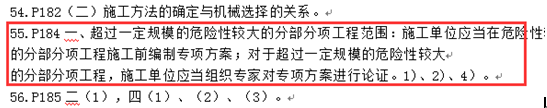 54.P182（二）施工方法的确定与机械选择的关系。
55.P184 一、超过一定规模的危险性较大的分部分项工程范围：施工单位应当在危险性
的分部分项工程施工前编制专项方案；对于超过一定规模的危险性较大
的分部分项工程，施工单位应当组织专家对专项方案进行论证。1）、2）、4）。
56.P185 二（1），四（1）、（2）、（3）。